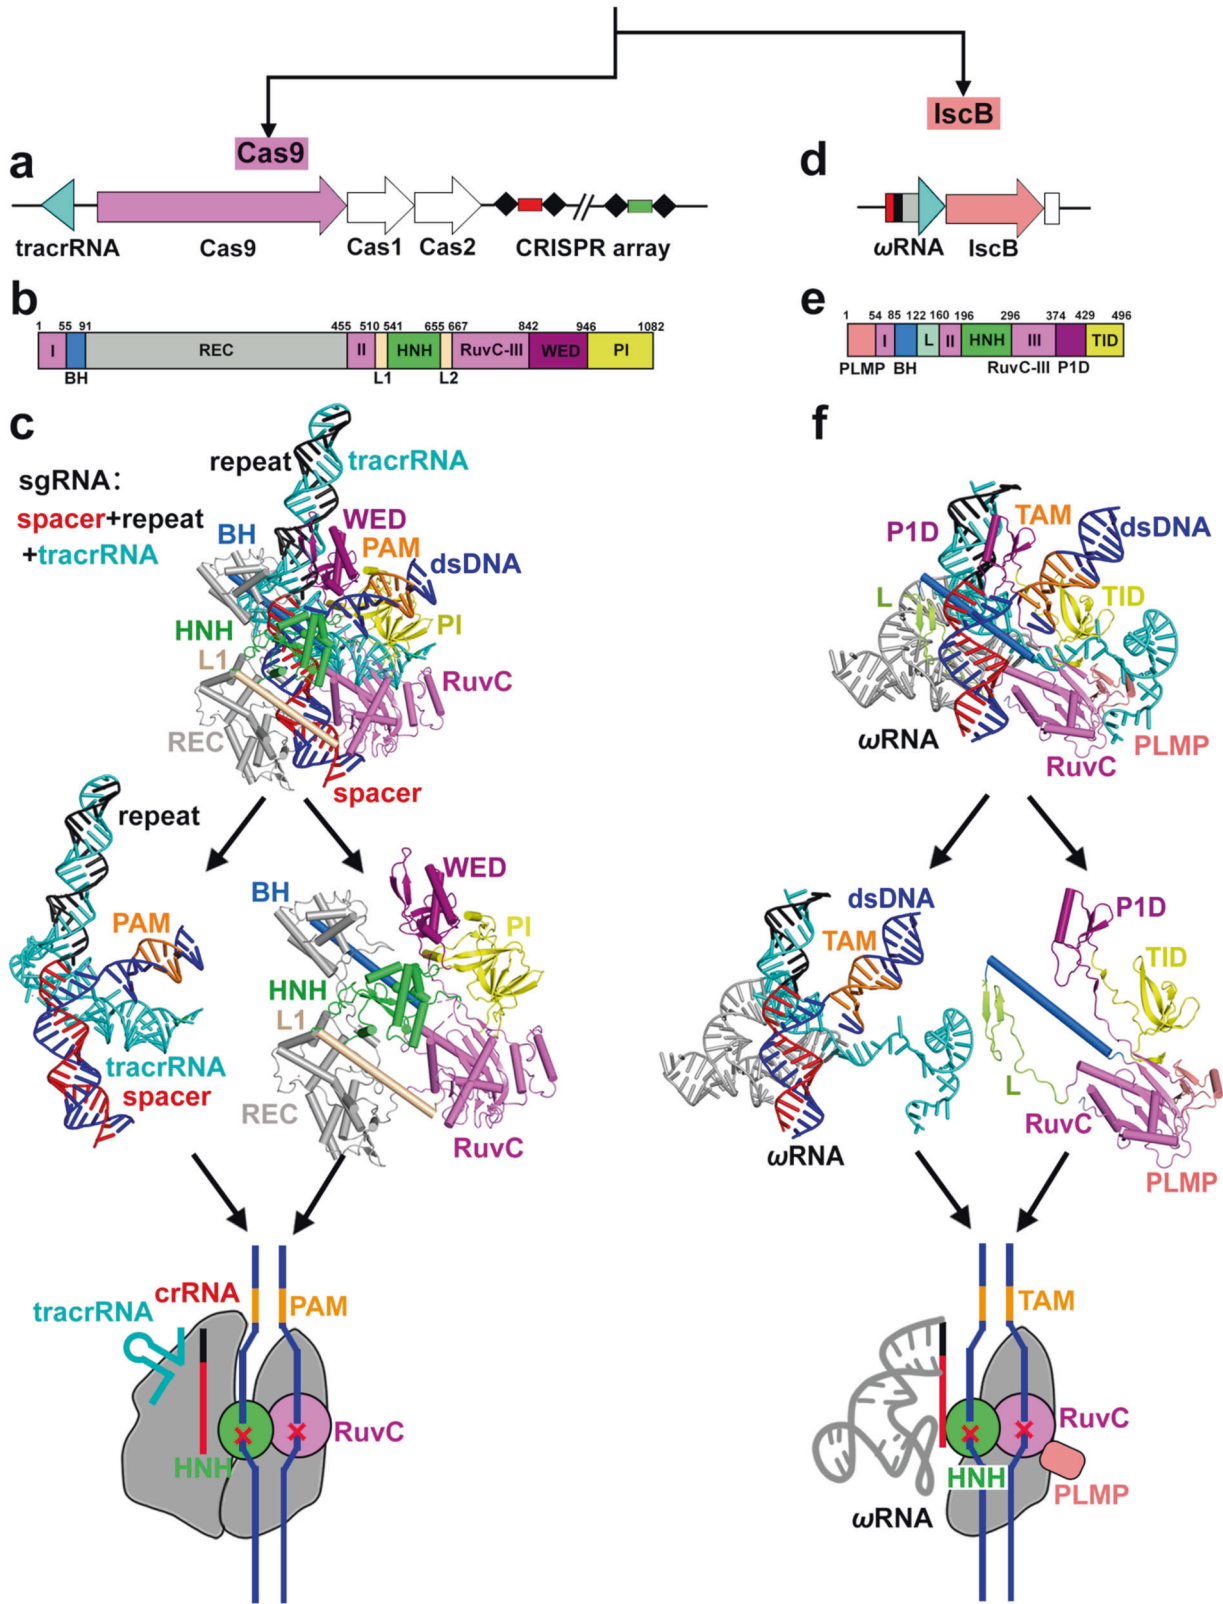 IscB
Cas9
a
tracrRNA
Cas9
Cas1
Cas2
CRISPR array
d
ωRNA
IscB
b
1 55 91 455 510 541 655 667 842 946 1082
I REC II HNH RuvC-III WED PI
BH L1 L2
e
1 54 85 122 160 196 296 374 429 496
I L II HNH III TID
PLMP BH RuvC-III P1D
c
sgRNA:
spacer+repeat
+tracrRNA
repeat
tracrRNA
BH
WED
PAM
dsDNA
HNH
PI
L1
RuvC
REC
spacer
repeat
PAM
tracrRNA
spacer
BH
WED
PI
HNH
L1
REC
RuvC
tracrRNA
crRNA
PAM
HNH
RuvC
f
P1D
TAM
dsDNA
L
TID
ωRNA
PLMP
RuvC
dsDNA
TAM
ωRNA
P1D
TID
L
RuvC
PLMP
TAM
RuvC
HNH
PLMP
ωRNA